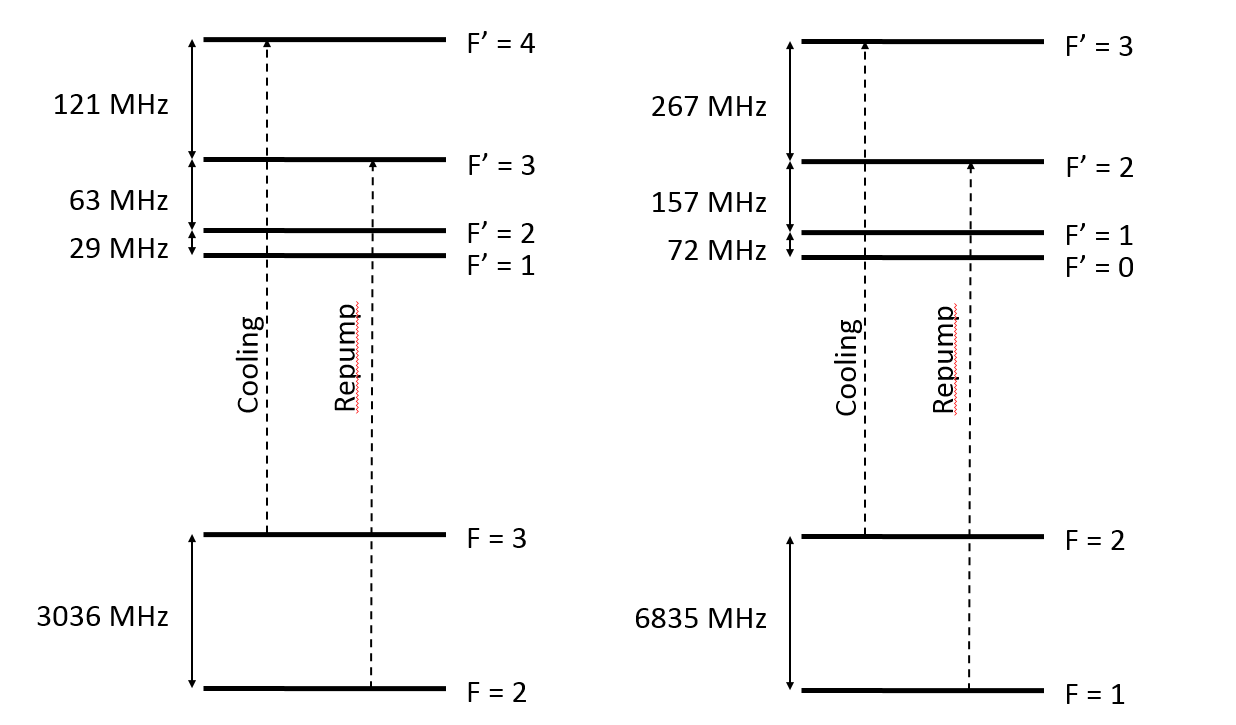 F’ = 4
121 MHz
F’ = 3
63 MHz
F’ = 2
29 MHz
F’ = 1
Cooling
Repump
F = 3
3036 MHz
F = 2
F’ = 3
267 MHz
F’ = 2
157 MHz
F’ = 1
72 MHz
F’ = 0
Cooling
Repump
F = 2
6835 MHz
F = 1